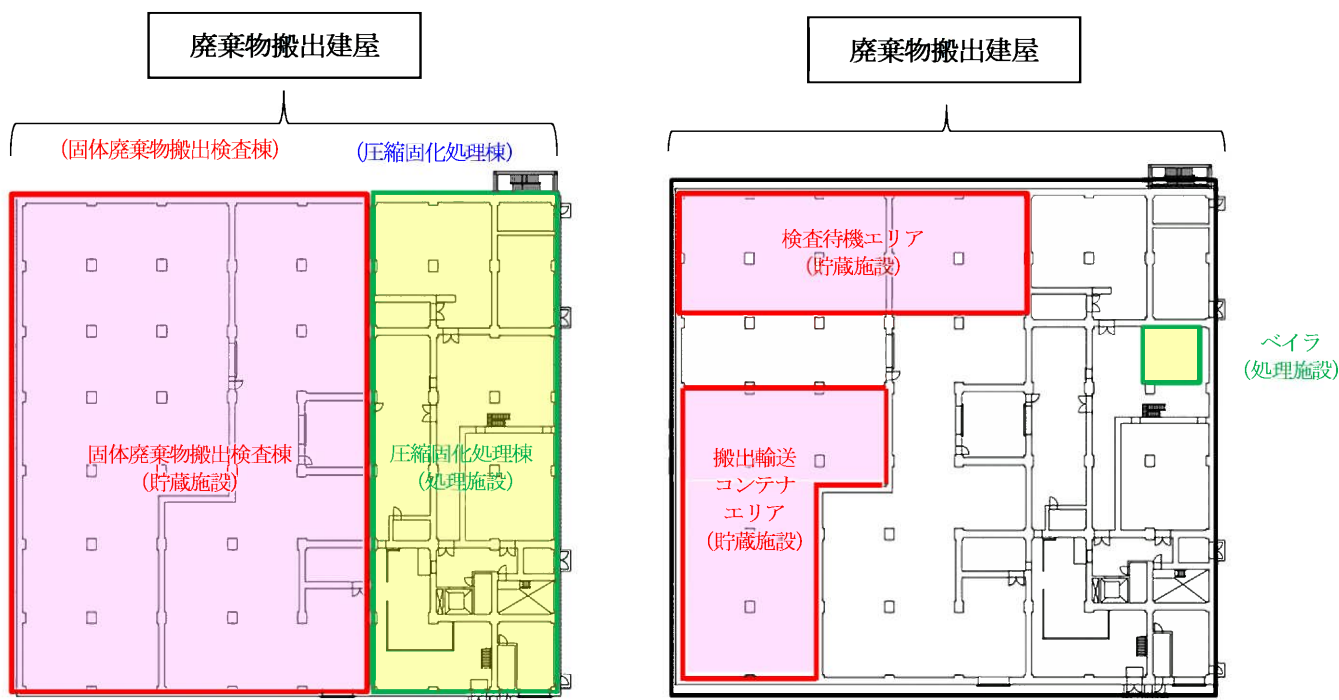 廃棄物搬出建屋
(固体廃棄物搬出検査棟)
(圧縮固化処理棟)
固体廃棄物搬出検査棟
(貯蔵施設)
圧縮固化処理棟
(処理施設)
廃棄物搬出建屋
検査待機エリア
(貯蔵施設)
ベイラ
(処理施設)
搬出輸送
コンテナ
エリア
(貯蔵施設)